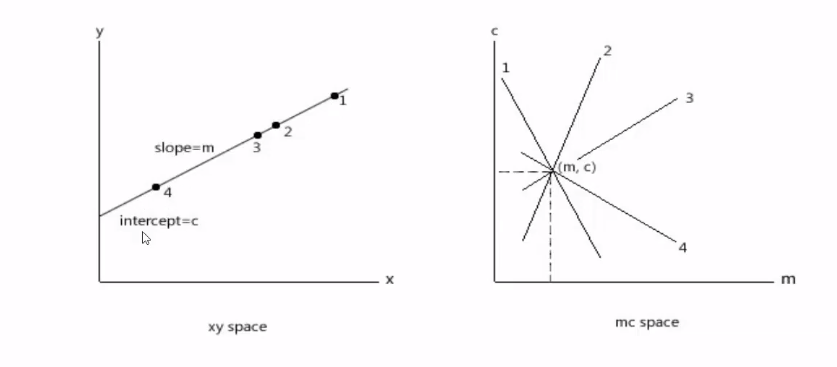 y
1
2
3
slope=m
4
intercept=c
x
xy space
c
1
2
3
(m, c)
4
m
mc space